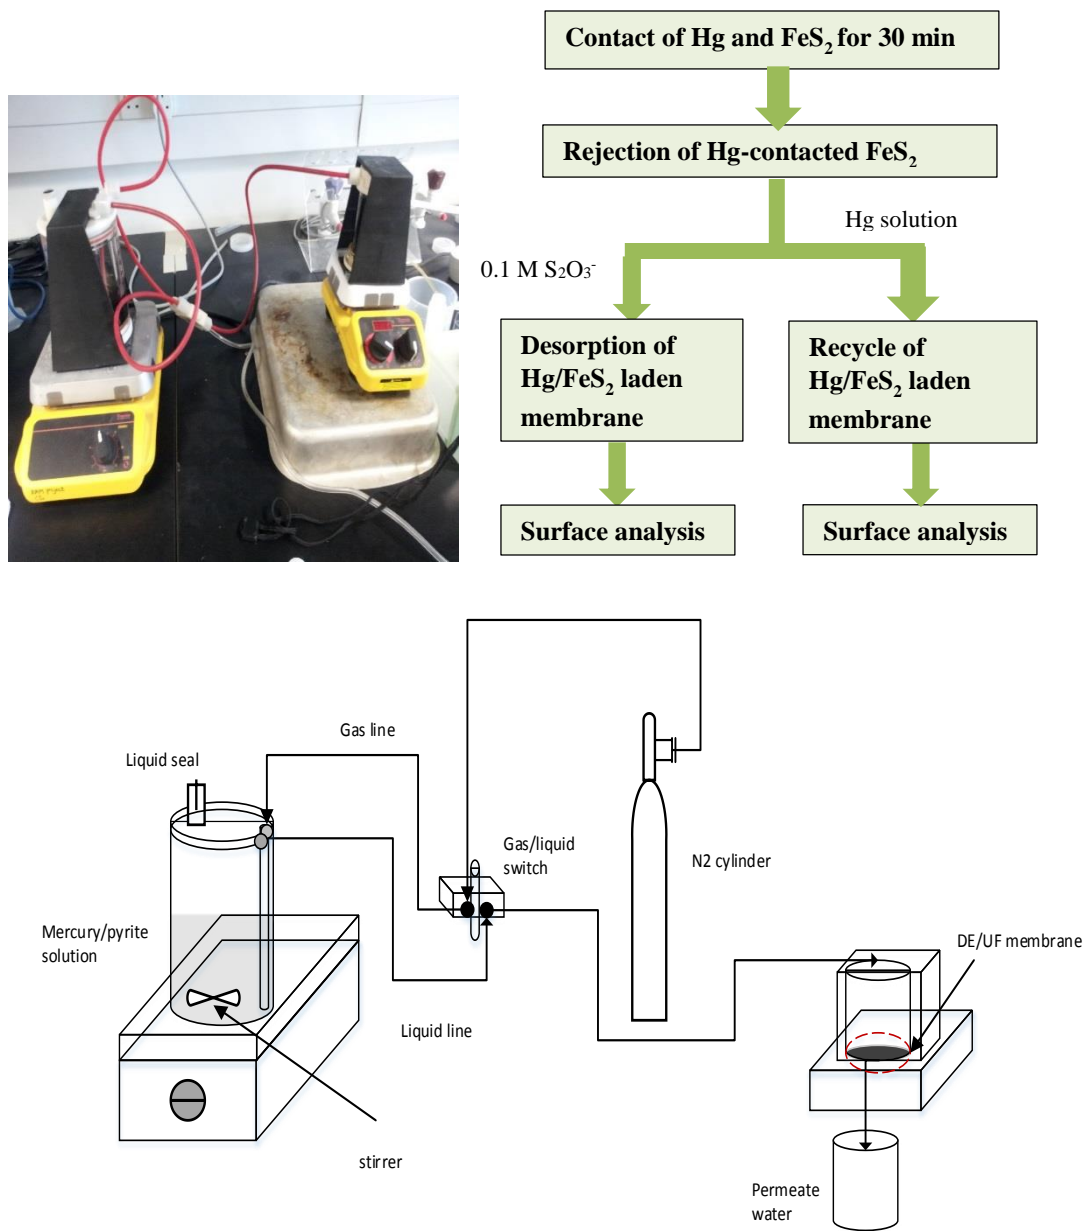 Contact of Hg and FeS₂ for 30 min
Rejection of Hg-contacted FeS₂
Hg solution
0.1 M S₂O₃⁻
Desorption of
Hg/FeS₂ laden
membrane
Recycle of
Hg/FeS₂ laden
membrane
Surface analysis
Surface analysis
Gas line
Liquid seal
Gas/liquid
switch
N2 cylinder
Mercury/pyrite
solution
DE/UF membrane
Liquid line
stirrer
Permeate
water